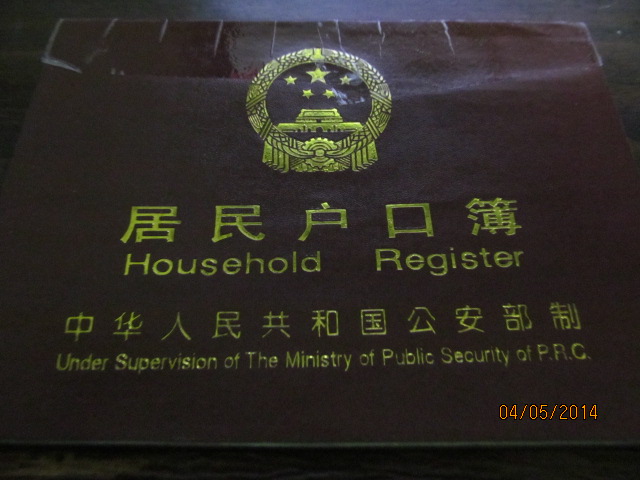 居民户口簿
Household Register
中华人民共和国公安部制
Under Supervision of The Ministry of Public Security of P.R.C.
04/05/2014